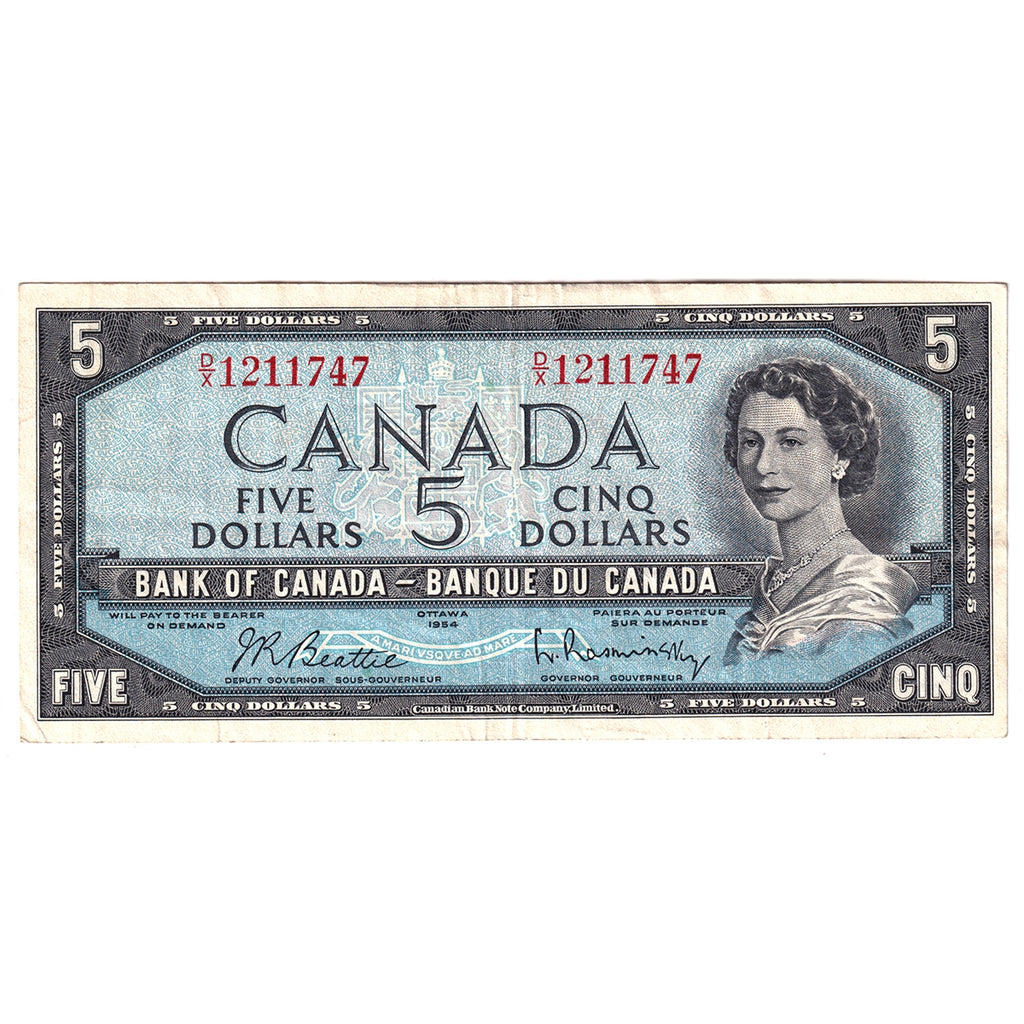 5 5 FIVE DOLLARS 5 5 CINQ DOLLARS 5 5
D/X 1211747 D/X 1211747
CANADA
FIVE DOLLARS 5 CINQ DOLLARS
5 FIVE DOLLARS 5
5 CINQ DOLLARS 5
BANK OF CANADA – BANQUE DU CANADA
WILL PAY TO THE BEARER ON DEMAND
OTTAWA
1954
PAIERA AU PORTEUR SUR DEMANDE
A MARI VSQVE AD MARE
JR Beattie
L. Rasminsky
DEPUTY GOVERNOR SOUS-GOUVERNEUR
GOVERNOR GOUVERNEUR
FIVE CINQ
5 CINQ DOLLARS 5 Canadian Bank Note Company, Limited. 5 FIVE DOLLARS 5